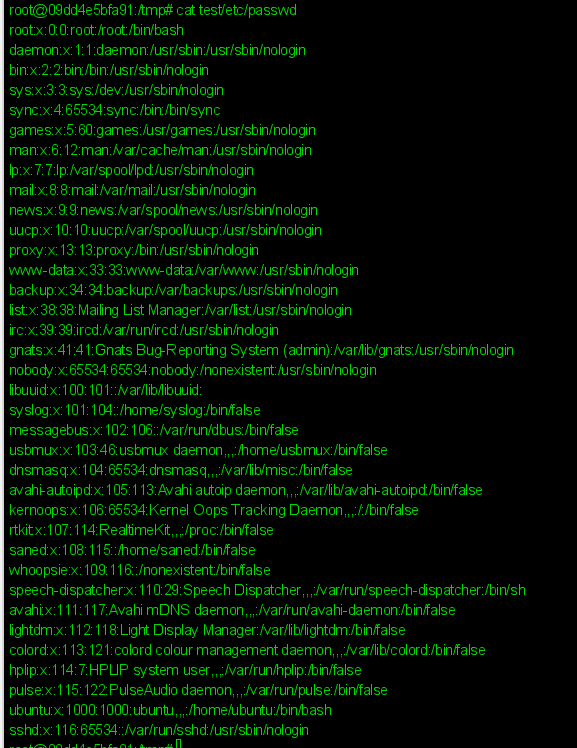 root@09dd4e5bfa91:/tmp# cat test/etc/passwd
root:x:0:0:root:/root:/bin/bash
daemon:x:1:1:daemon:/usr/sbin:/usr/sbin/nologin
bin:x:2:2:bin:/bin:/usr/sbin/nologin
sys:x:3:3:sys:/dev:/usr/sbin/nologin
sync:x:4:65534:sync:/bin:/bin/sync
games:x:5:60:games:/usr/games:/usr/sbin/nologin
man:x:6:12:man:/var/cache/man:/usr/sbin/nologin
lp:x:7:7:lp:/var/spool/lpd:/usr/sbin/nologin
mail:x:8:8:mail:/var/mail:/usr/sbin/nologin
news:x:9:9:news:/var/spool/news:/usr/sbin/nologin
uucp:x:10:10:uucp:/var/spool/uucp:/usr/sbin/nologin
proxy:x:13:13:proxy:/bin:/usr/sbin/nologin
www-data:x:33:33:www-data:/var/www:/usr/sbin/nologin
backup:x:34:34:backup:/var/backups:/usr/sbin/nologin
list:x:38:38:Mailing List Manager:/var/list:/usr/sbin/nologin
irc:x:39:39:ircd:/var/run/ircd:/usr/sbin/nologin
gnats:x:41:41:Gnats Bug-Reporting System (admin):/var/lib/gnats:/usr/sbin/nologin
nobody:x:65534:65534:nobody:/nonexistent:/usr/sbin/nologin
libuuid:x:100:101::/var/lib/libuuid:
syslog:x:101:104::/home/syslog:/bin/false
messagebus:x:102:106::/var/run/dbus:/bin/false
usbmux:x:103:46:usbmux daemon,,,:/home/usbmux:/bin/false
dnsmasq:x:104:65534:dnsmasq,,,:/var/lib/misc:/bin/false
avahi-autoipd:x:105:113:Avahi autoip daemon,,,:/var/lib/avahi-autoipd:/bin/false
kernoops:x:106:65534:Kernel Oops Tracking Daemon,,,:/:/bin/false
rtkit:x:107:114:RealtimeKit,,,:/proc:/bin/false
saned:x:108:115::/home/saned:/bin/false
whoopsie:x:109:116::/nonexistent:/bin/false
speech-dispatcher:x:110:29:Speech Dispatcher,,,:/var/run/speech-dispatcher:/bin/sh
avahi:x:111:117:Avahi mDNS daemon,,,:/var/run/avahi-daemon:/bin/false
lightdm:x:112:118:Light Display Manager:/var/lib/lightdm:/bin/false
colord:x:113:121:colord colour management daemon,,,:/var/lib/colord:/bin/false
hplip:x:114:7:HPLIP system user,,,:/var/run/hplip:/bin/false
pulse:x:115:122:PulseAudio daemon,,,:/var/run/pulse:/bin/false
ubuntu:x:1000:1000:ubuntu,,,:/home/ubuntu:/bin/bash
sshd:x:116:65534::/var/run/sshd:/usr/sbin/nologin
root@09dd4e5bfa91:/tmp#